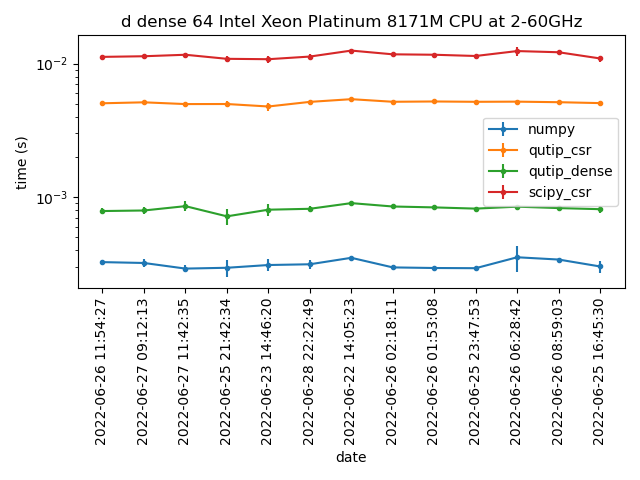 d dense 64 Intel Xeon Platinum 8171M CPU at 2-60GHz
time (s)
10⁻²
10⁻³
numpy
qutip_csr
qutip_dense
scipy_csr
2022-06-26 11:54:27
2022-06-27 09:12:13
2022-06-27 11:42:35
2022-06-25 21:42:34
2022-06-23 14:46:20
2022-06-28 22:22:49
2022-06-22 14:05:23
2022-06-26 02:18:11
2022-06-26 01:53:08
2022-06-25 23:47:53
2022-06-26 06:28:42
2022-06-26 08:59:03
2022-06-25 16:45:30
date